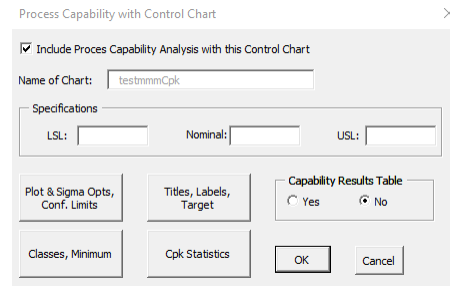 Process Capability with Control Chart
Include Proces Capability Analysis with this Control Chart
Name of Chart: testmmmCpk
Specifications
LSL: Nominal: USL:
Plot & Sigma Opts,
Conf. Limits
Titles, Labels,
Target
Capability Results Table
Yes No
Classes, Minimum
Cpk Statistics
OK
Cancel